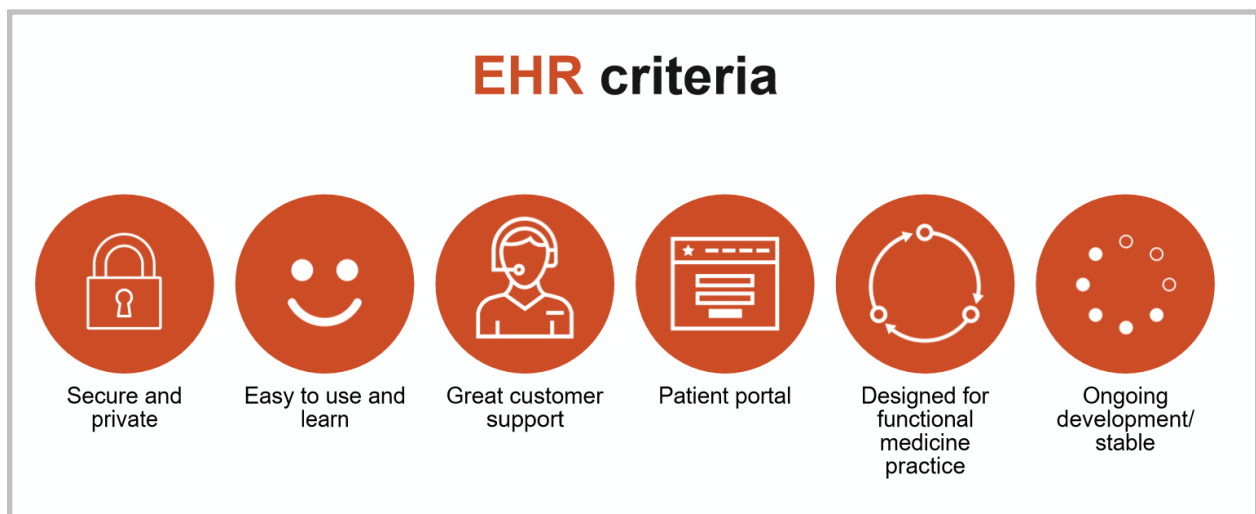 EHR criteria
Secure and
private
Easy to use and
learn
Great customer
support
Patient portal
Designed for
functional
medicine
practice
Ongoing
development/
stable